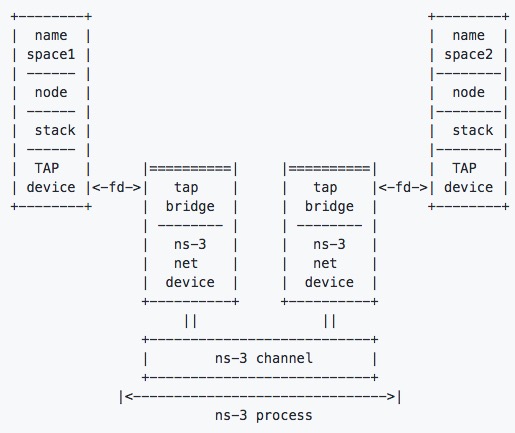 +--------+                                   +--------+
|  name  |                                   |  name  |
| space1 |                                   | space2 |
| ------ |                                   |--------|
|  node  |                                   |  node  |
| ------ |                                   |--------|
|  stack |                                   |  stack |
| ------ |                                   |--------|
|  TAP   |      |==========|     |==========|      |  TAP   |
| device |<-fd->|   tap    |     |   tap    |<-fd->| device |
+--------+      |  bridge  |     |  bridge  |      +--------+
| -------- |     | -------- |
|   ns-3   |     |   ns-3   |
|   net    |     |   net    |
|  device  |     |  device  |
+----------+     +----------+
||               ||
+---------------------------+
|        ns-3 channel       |
+---------------------------+
|<--------------------------------->|
ns-3 process